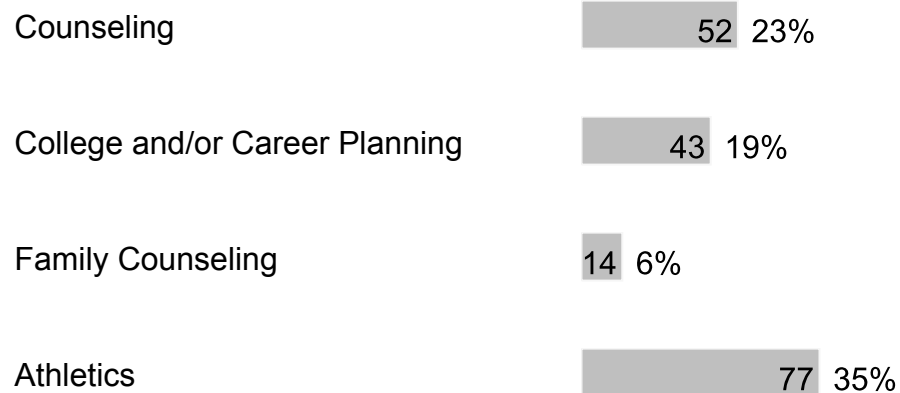 Counseling 52 23%
College and/or Career Planning 43 19%
Family Counseling 14 6%
Athletics 77 35%